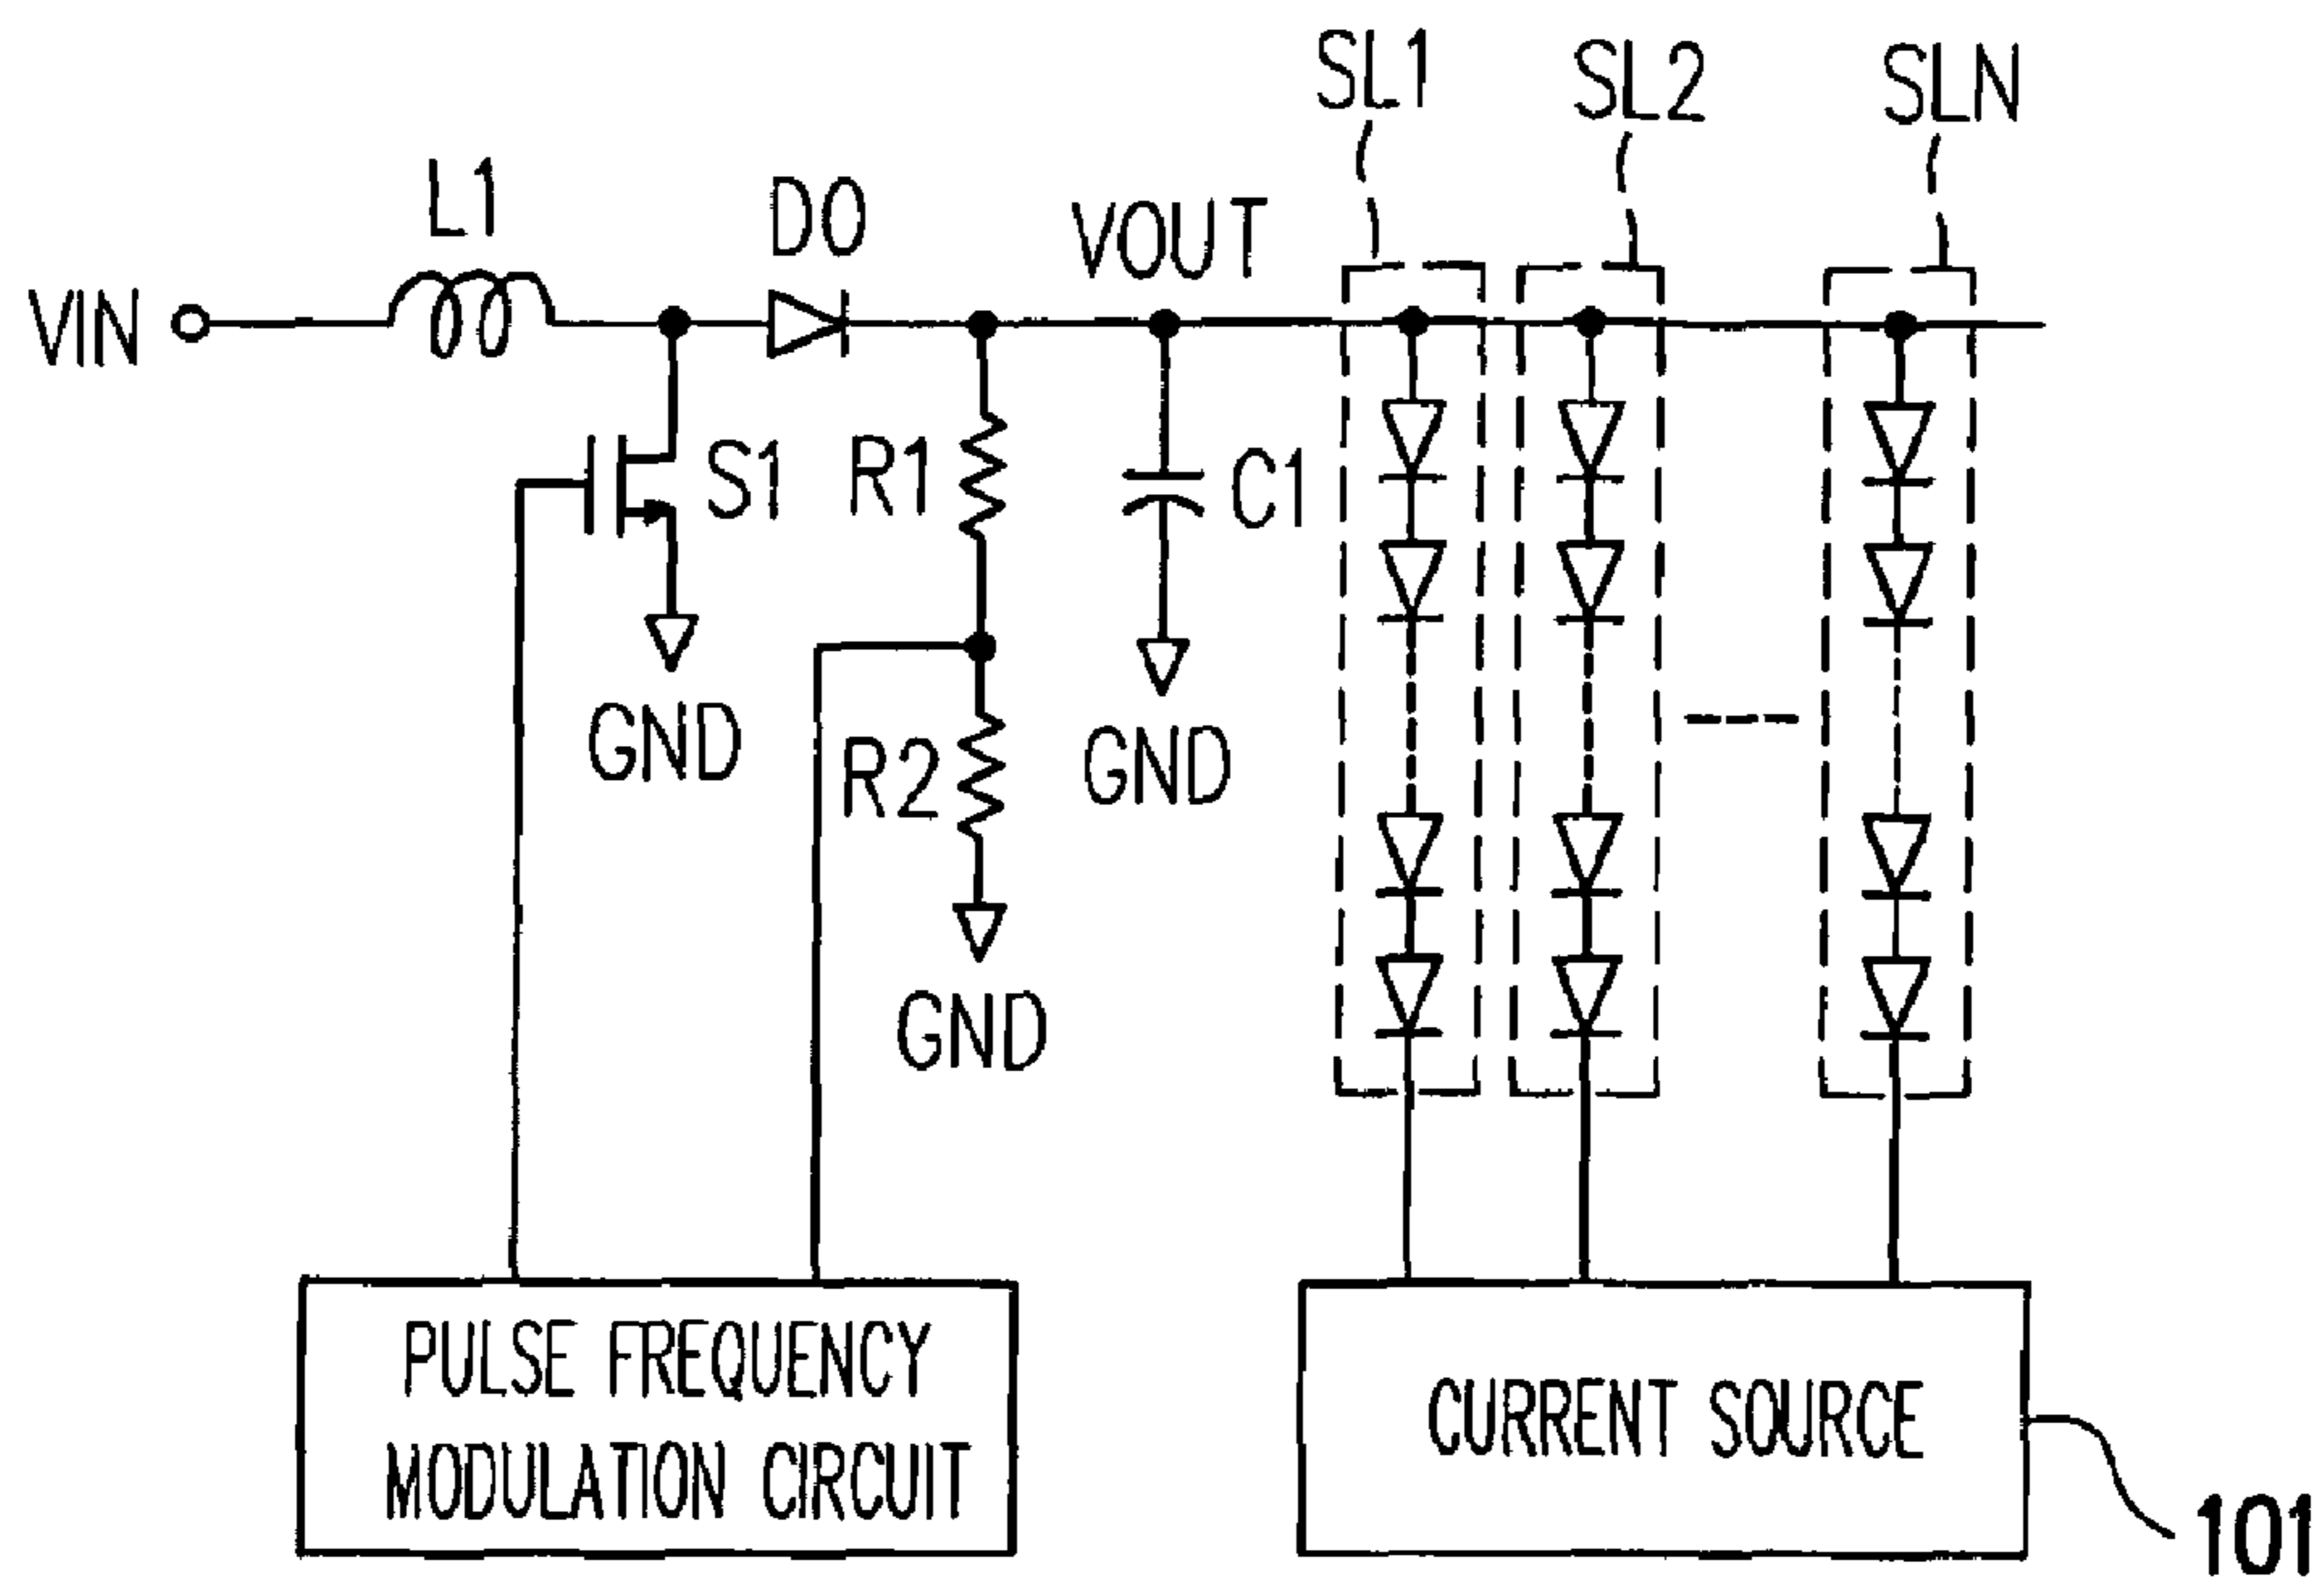 SL1
SL2
SLN
L1
DO
VOUT
VIN
S1
R1
C1
GND
R2
GND
GND
PULSE FREQUENCY
MODULATION CIRCUIT
CURRENT SOURCE
101